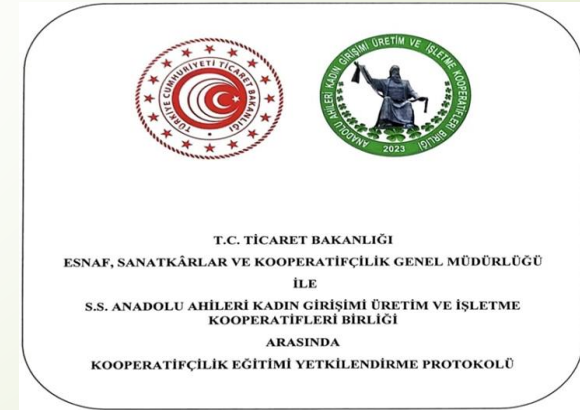 TÜRKİYE CUMHURİYETİ TİCARET BAKANLIĞI
ANADOLU AHİLERİ KADIN GİRİŞİMİ ÜRETİM VE İŞLETME KOOPERATİFLERİ BİRLİĞİ
2023
T.C. TİCARET BAKANLIĞI
ESNAF, SANATKÂRLAR VE KOOPERATİFÇİLİK GENEL MÜDÜRLÜĞÜ
İLE
S.S. ANADOLU AHİLERİ KADIN GİRİŞİMİ ÜRETİM VE İŞLETME
KOOPERATİFLERİ BİRLİĞİ
ARASINDA
KOOPERATİFÇİLİK EĞİTİMİ YETKİLENDİRME PROTOKOLÜ